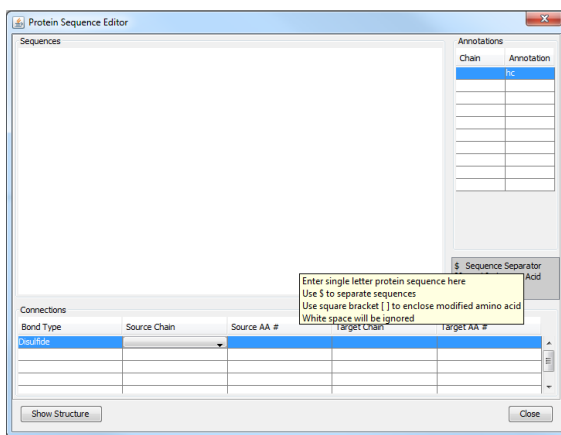 Protein Sequence Editor
Sequences
Annotations
Chain Annotation
hc
$ Sequence Separator
Acid
Enter single letter protein sequence here
Use $ to separate sequences
Use square bracket [ ] to enclose modified amino acid
White space will be ignored
Connections
Bond Type Source Chain Source AA # Target Chain Target AA #
Disulfide
Show Structure Close